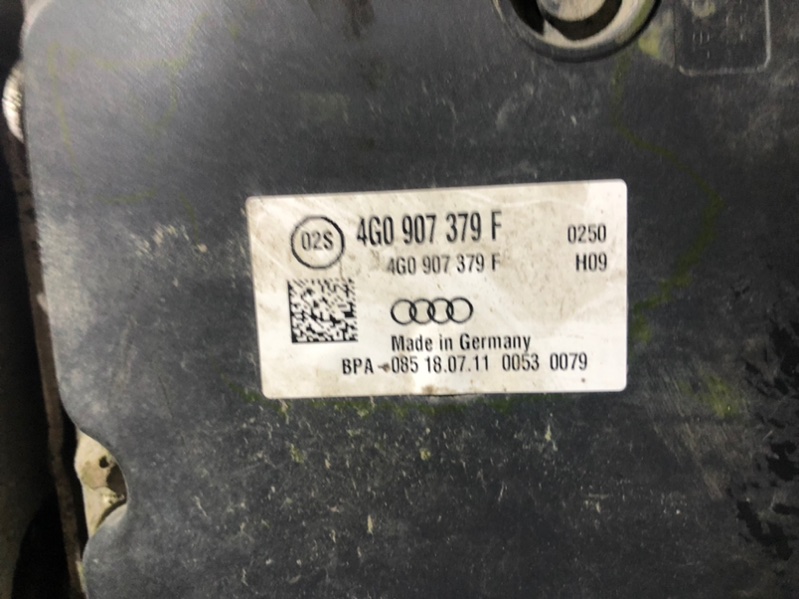 02S 4G0 907 379 F 0250
4G0 907 379 F H09
Made in Germany
BPA -085 18.07.11 0053 0079